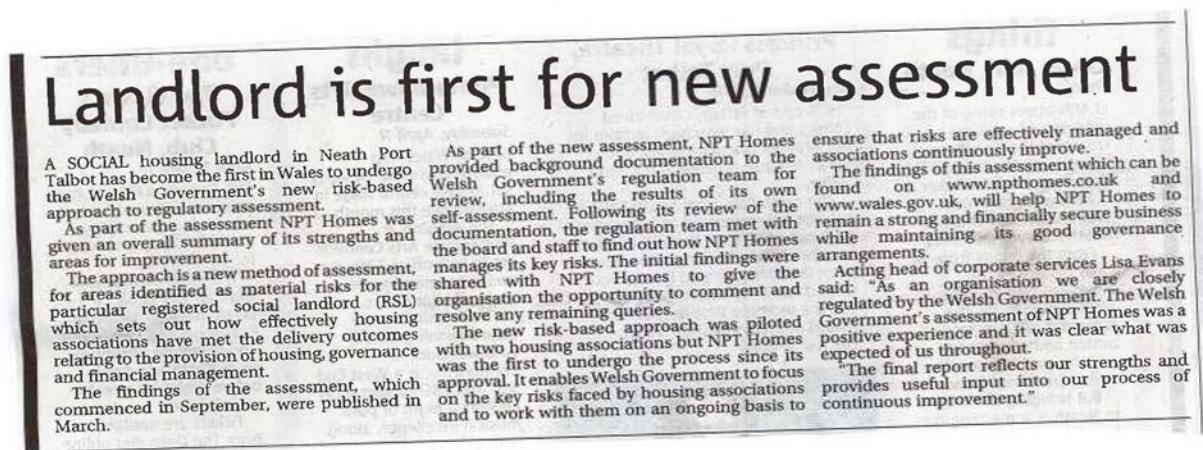 Landlord is first for new assessment
A SOCIAL housing landlord in Neath Port
Talbot has become the first in Wales to undergo
the Welsh Government's new risk-based
approach to regulatory assessment.
As part of the assessment NPT Homes was
given an overall summary of its strengths and
areas for improvement.
The approach is a new method of assessment,
for areas identified as material risks for the
particular registered social landlord (RSL)
which sets out how effectively housing
associations have met the delivery outcomes
relating to the provision of housing, governance
and financial management.
The findings of the assessment, which
commenced in September, were published in
March.
As part of the new assessment, NPT Homes
provided background documentation to the
Welsh Government's regulation team for
review, including the results of its own
self-assessment. Following its review of the
documentation, the regulation team met with
the board and staff to find out how NPT Homes
manages its key risks. The initial findings were
shared with NPT Homes to give the
organisation the opportunity to comment and
resolve any remaining queries.
The new risk-based approach was piloted
with two housing associations but NPT Homes
was the first to undergo the process since its
approval. It enables Welsh Government to focus
on the key risks faced by housing associations
and to work with them on an ongoing basis to
ensure that risks are effectively managed and
associations continuously improve.
The findings of this assessment which can be
found on www.npthomes.co.uk and
www.wales.gov.uk, will help NPT Homes to
remain a strong and financially secure business
while maintaining its good governance
arrangements.
Acting head of corporate services Lisa Evans
said: "As an organisation we are closely
regulated by the Welsh Government. The Welsh
Government's assessment of NPT Homes was a
positive experience and it was clear what was
expected of us throughout.
"The final report reflects our strengths and
provides useful input into our process of
continuous improvement."